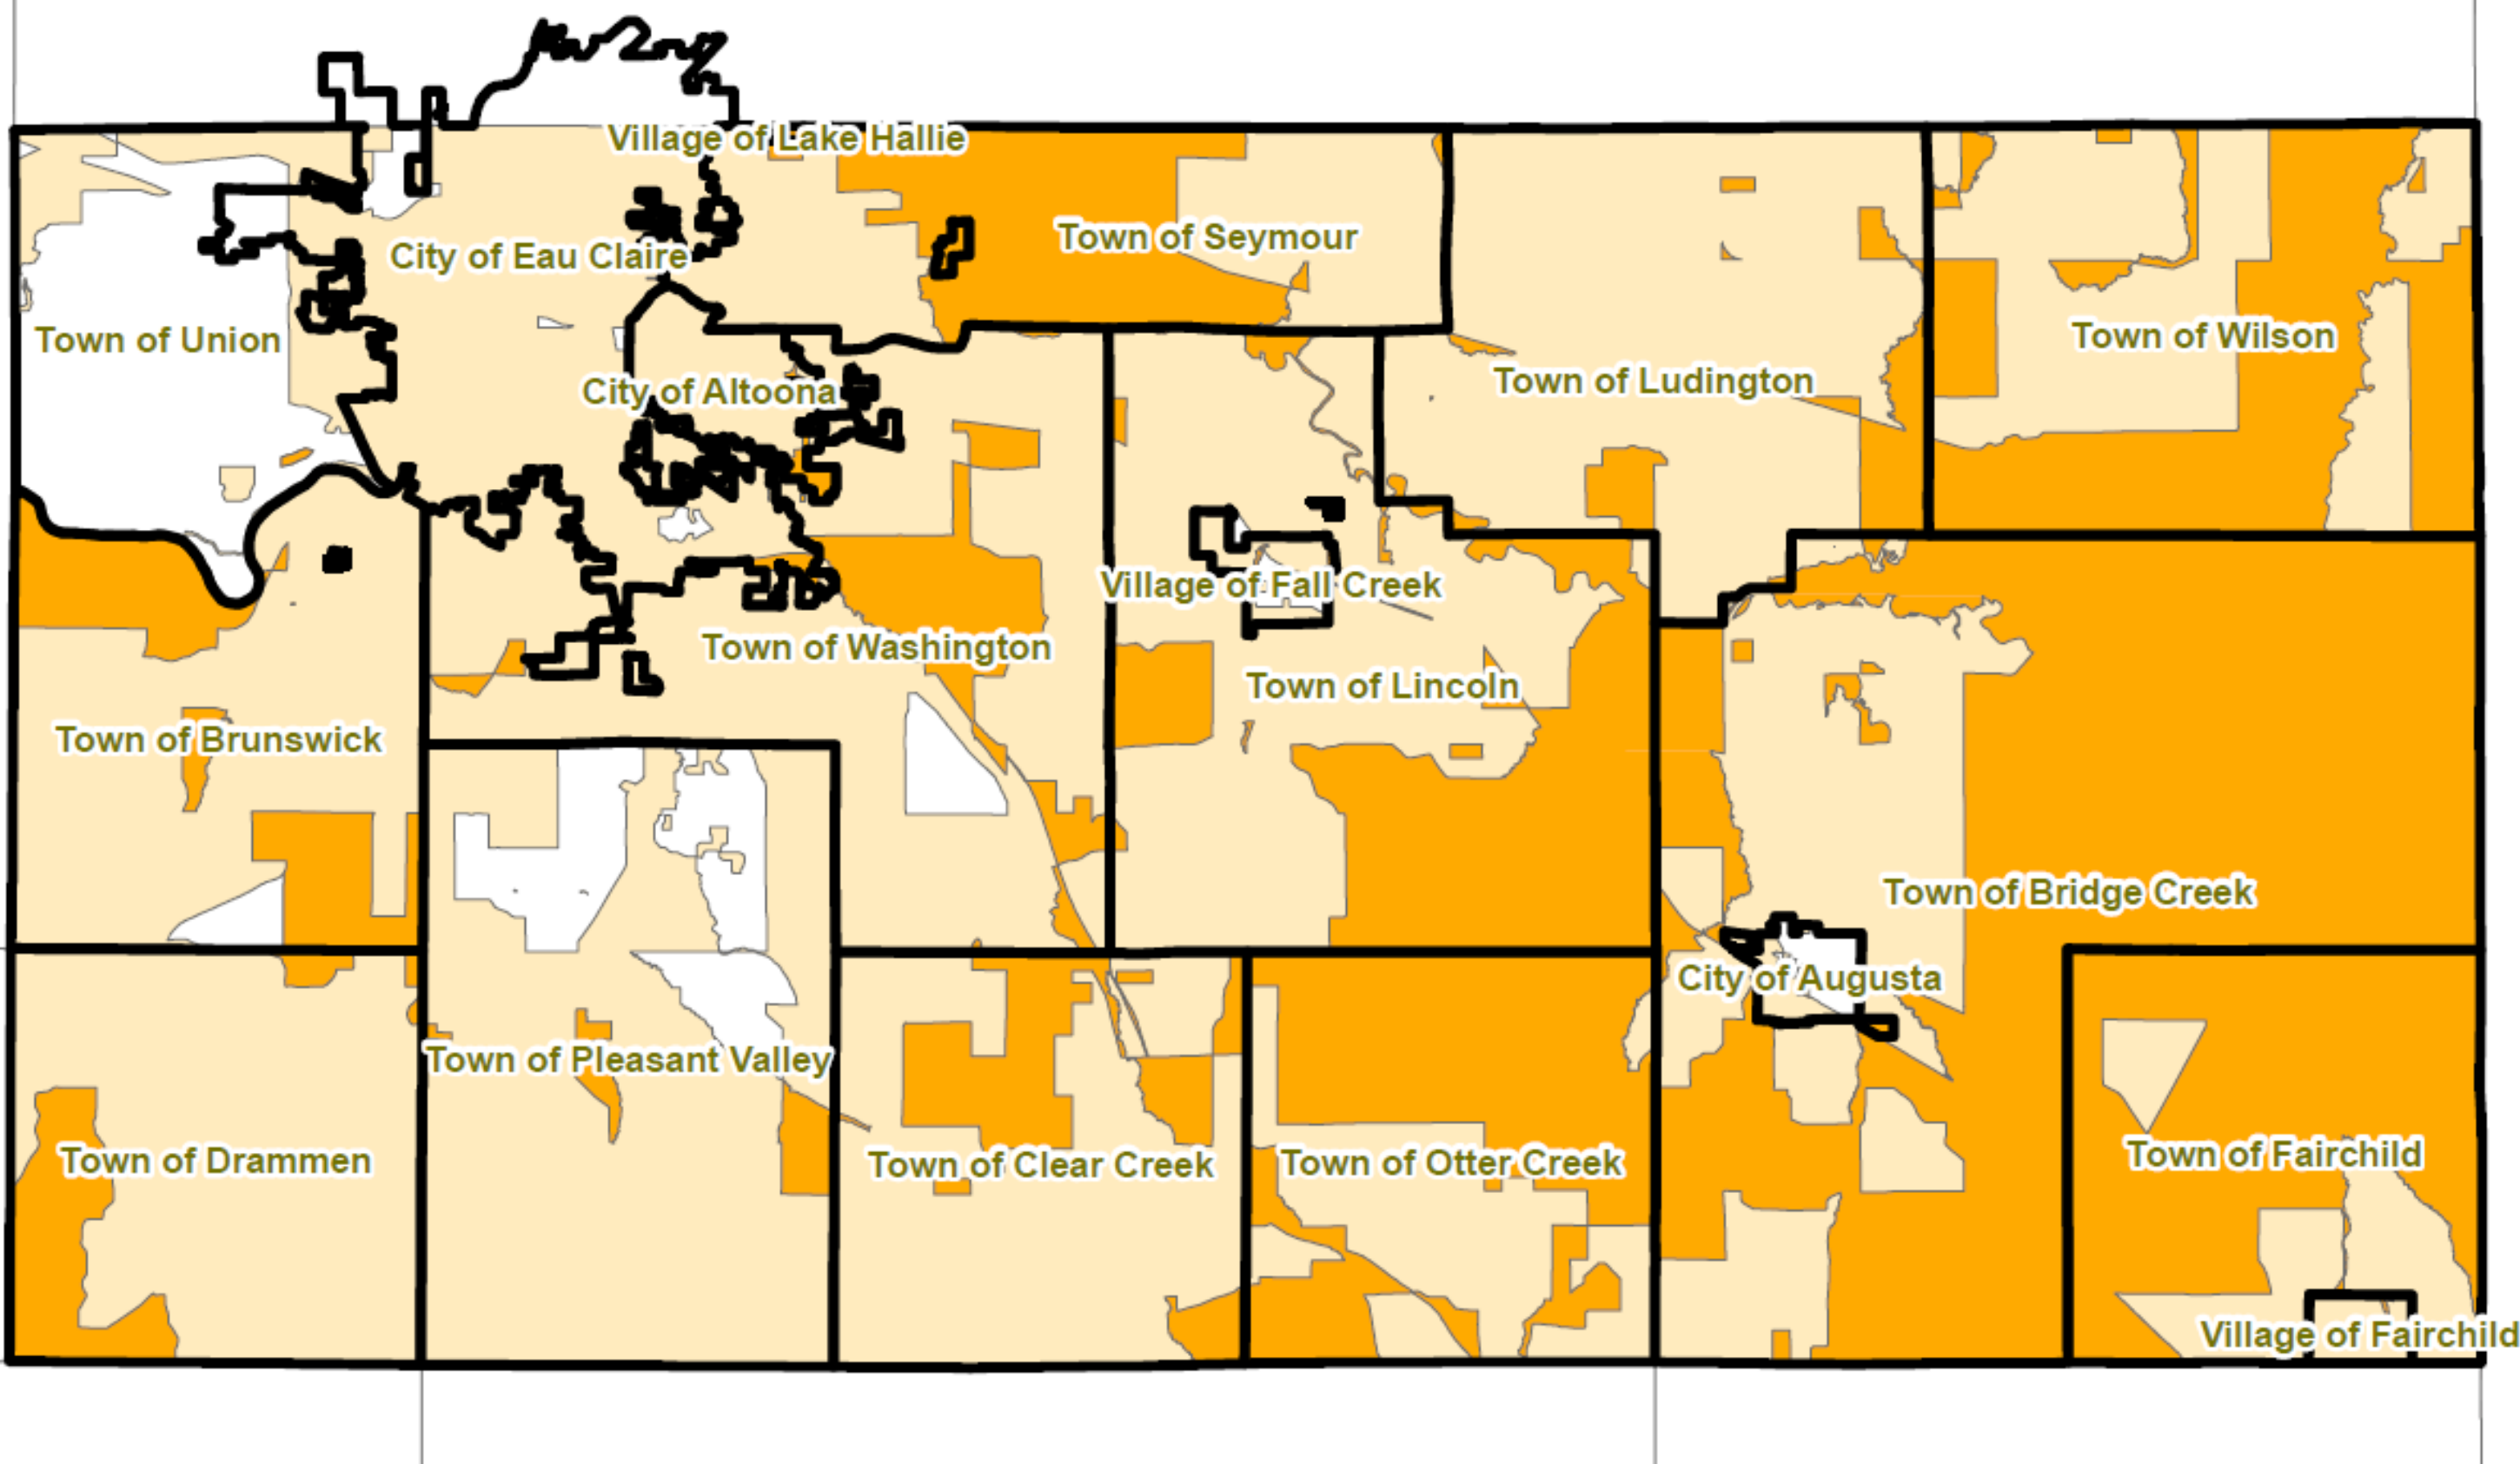 Village of Lake Hallie
Town of Seymour
City of Eau Claire
Town of Union
Town of Wilson
Town of Ludington
City of Altoona
Village of Fall Creek
Town of Washington
Town of Lincoln
Town of Brunswick
Town of Bridge Creek
City of Augusta
Town of Pleasant Valley
Town of Drammen
Town of Clear Creek
Town of Otter Creek
Town of Fairchild
Village of Fairchild